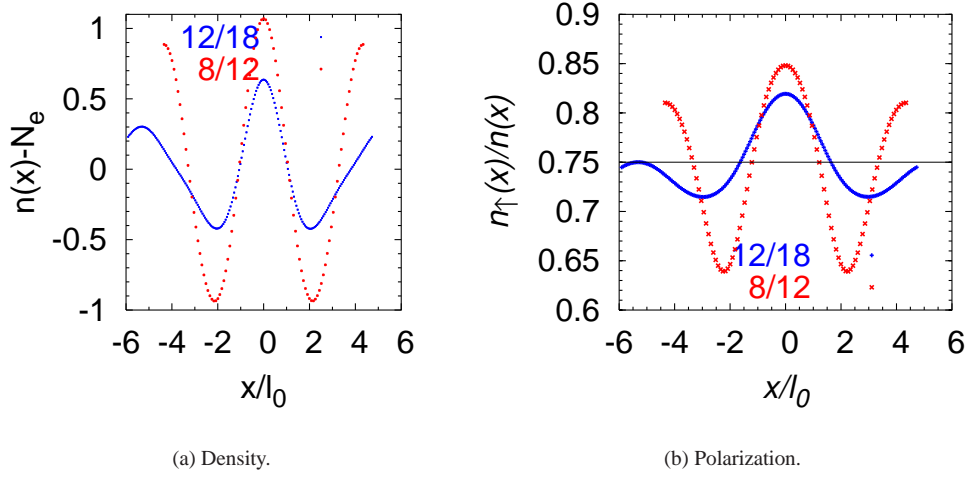 n(x)-N_e
1
0.5
0
-0.5
-1
12/18
8/12
-6 -4 -2 0 2 4 6
x/l_0
(a) Density.
n_↑(x)/n(x)
0.9
0.85
0.8
0.75
0.7
0.65
0.6
12/18
8/12
-6 -4 -2 0 2 4 6
x/l_0
(b) Polarization.